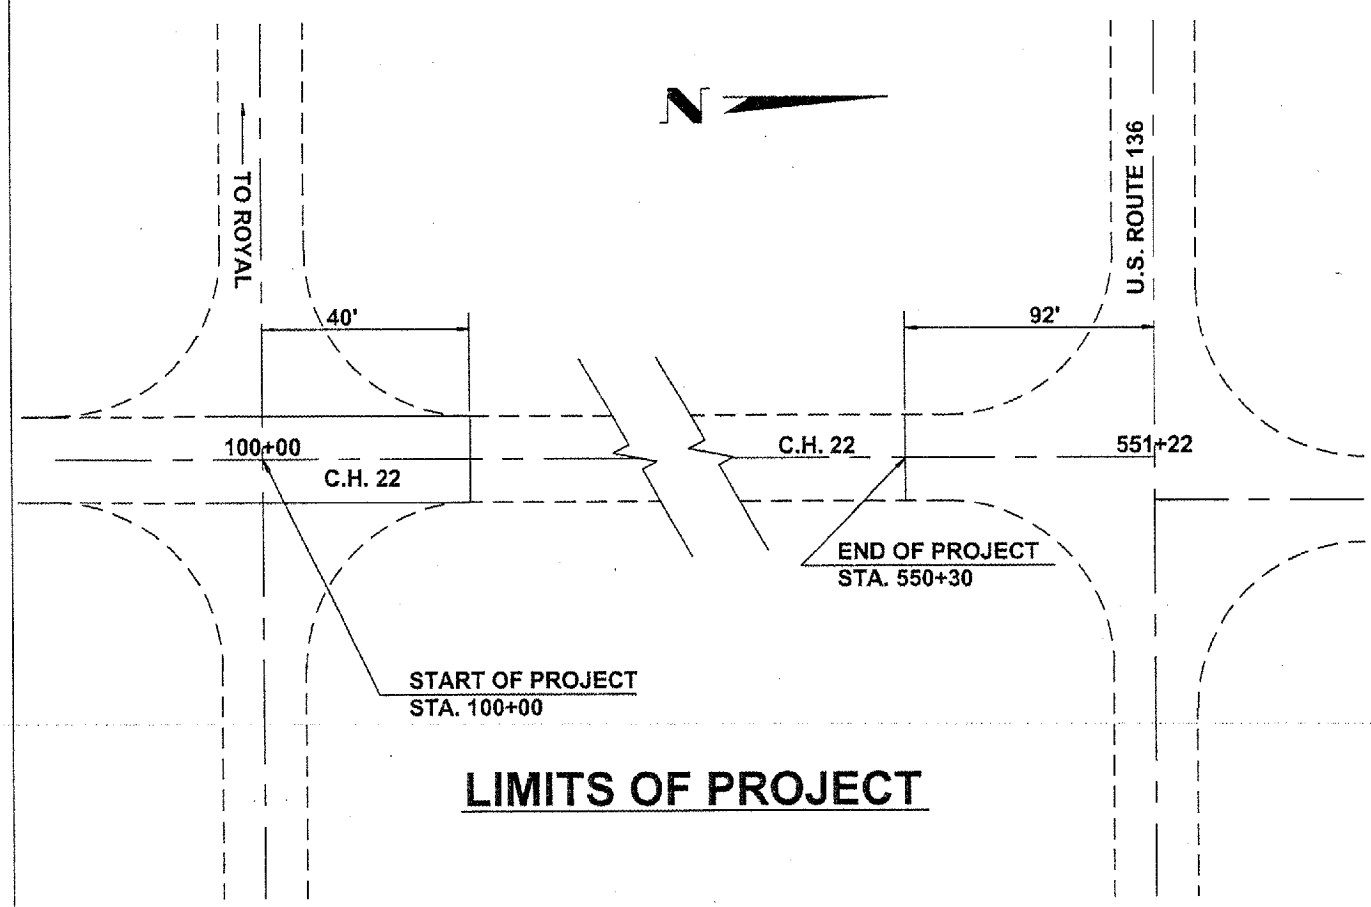 N
TO ROYAL
U.S. ROUTE 136
40'
92'
100+00
C.H. 22
C.H. 22
551+22
END OF PROJECT
STA. 550+30
START OF PROJECT
STA. 100+00
LIMITS OF PROJECT